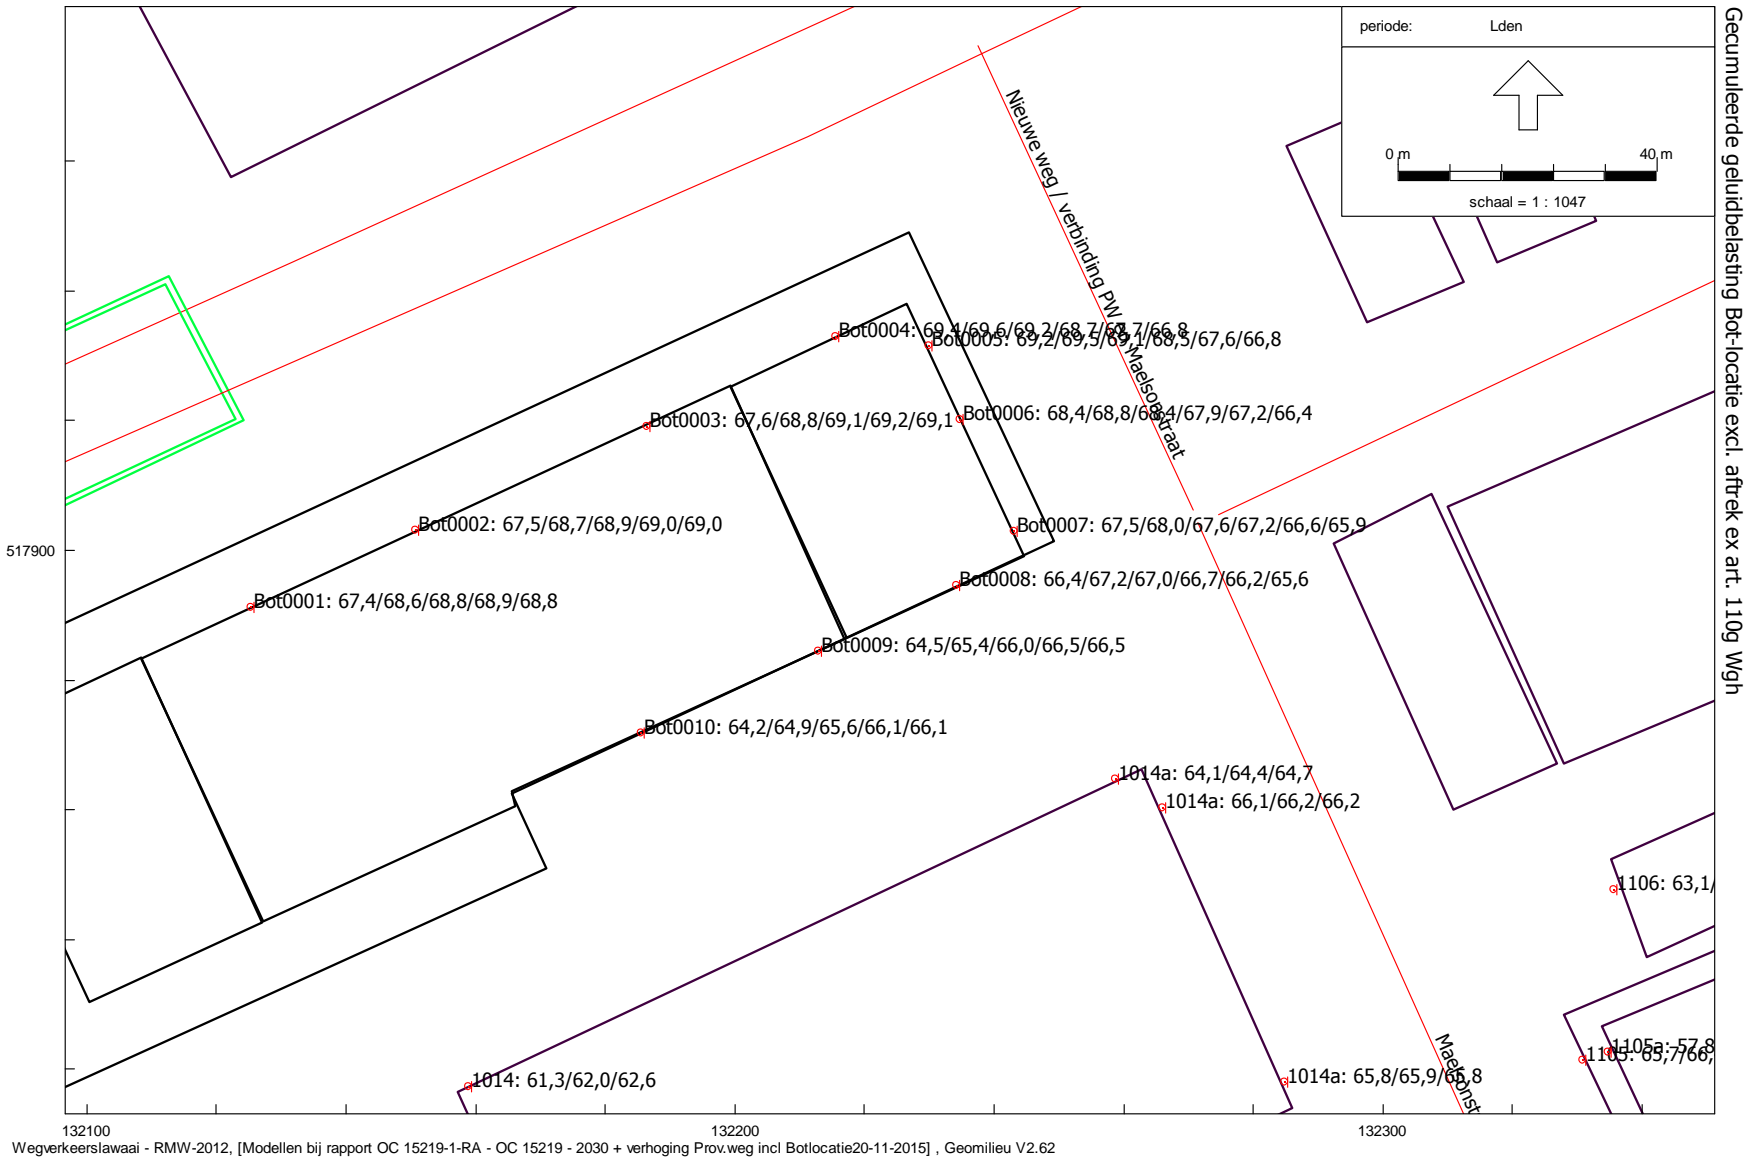 periode: Lden
0 m 40 m
schaal = 1 : 1047
Gecumuleerde geluidbelasting Bot-locatie excl. aftrek ex art. 110g Wgh
Nieuwe weg / verbinding PW en Maelsonstraat
Bot0004: 69,4/69,6/69,2/68,7/67,7/66,8
Bot0005: 69,2/69,5/69,1/68,5/67,6/66,8
Bot0006: 68,4/68,8/68,4/67,9/67,2/66,4
Bot0003: 67,6/68,8/69,1/69,2/69,1
Bot0002: 67,5/68,7/68,9/69,0/69,0
Bot0007: 67,5/68,0/67,6/67,2/66,6/65,9
517900
Bot0008: 66,4/67,2/67,0/66,7/66,2/65,6
Bot0001: 67,4/68,6/68,8/68,9/68,8
Bot0009: 64,5/65,4/66,0/66,5/66,5
Bot0010: 64,2/64,9/65,6/66,1/66,1
1014a: 64,1/64,4/64,7
1014a: 66,1/66,2/66,2
1106: 63,1/
1105a: 57,8
1105: 65,7/66,
Maelsonst
1014: 61,3/62,0/62,6
1014a: 65,8/65,9/65,8
132100 132200 132300
Wegverkeerslawaai - RMW-2012, [Modellen bij rapport OC 15219-1-RA - OC 15219 - 2030 + verhoging Prov.weg incl Botlocatie20-11-2015] , Geomilieu V2.62